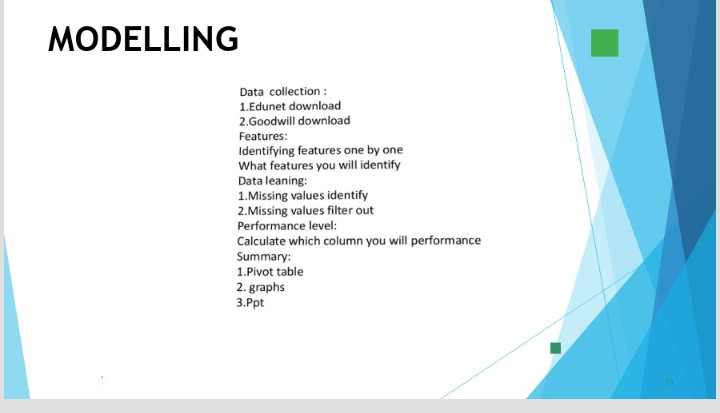 MODELLING
Data collection :
1.Edunet download
2.Goodwill download
Features:
Identifying features one by one
What features you will identify
Data leaning:
1.Missing values identify
2.Missing values filter out
Performance level:
Calculate which column you will performance
Summary:
1.Pivot table
2. graphs
3.Ppt
10